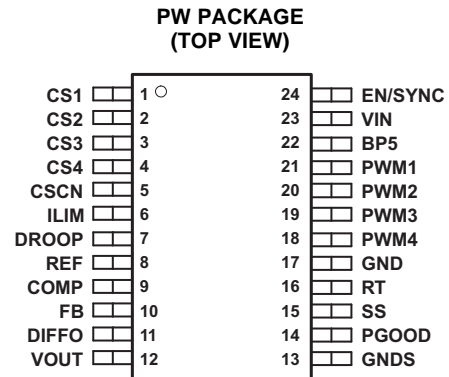 PW PACKAGE
(TOP VIEW)
CS1 1 24 EN/SYNC
CS2 2 23 VIN
CS3 3 22 BP5
CS4 4 21 PWM1
CSCN 5 20 PWM2
ILIM 6 19 PWM3
DROOP 7 18 PWM4
REF 8 17 GND
COMP 9 16 RT
FB 10 15 SS
DIFFO 11 14 PGOOD
VOUT 12 13 GNDS